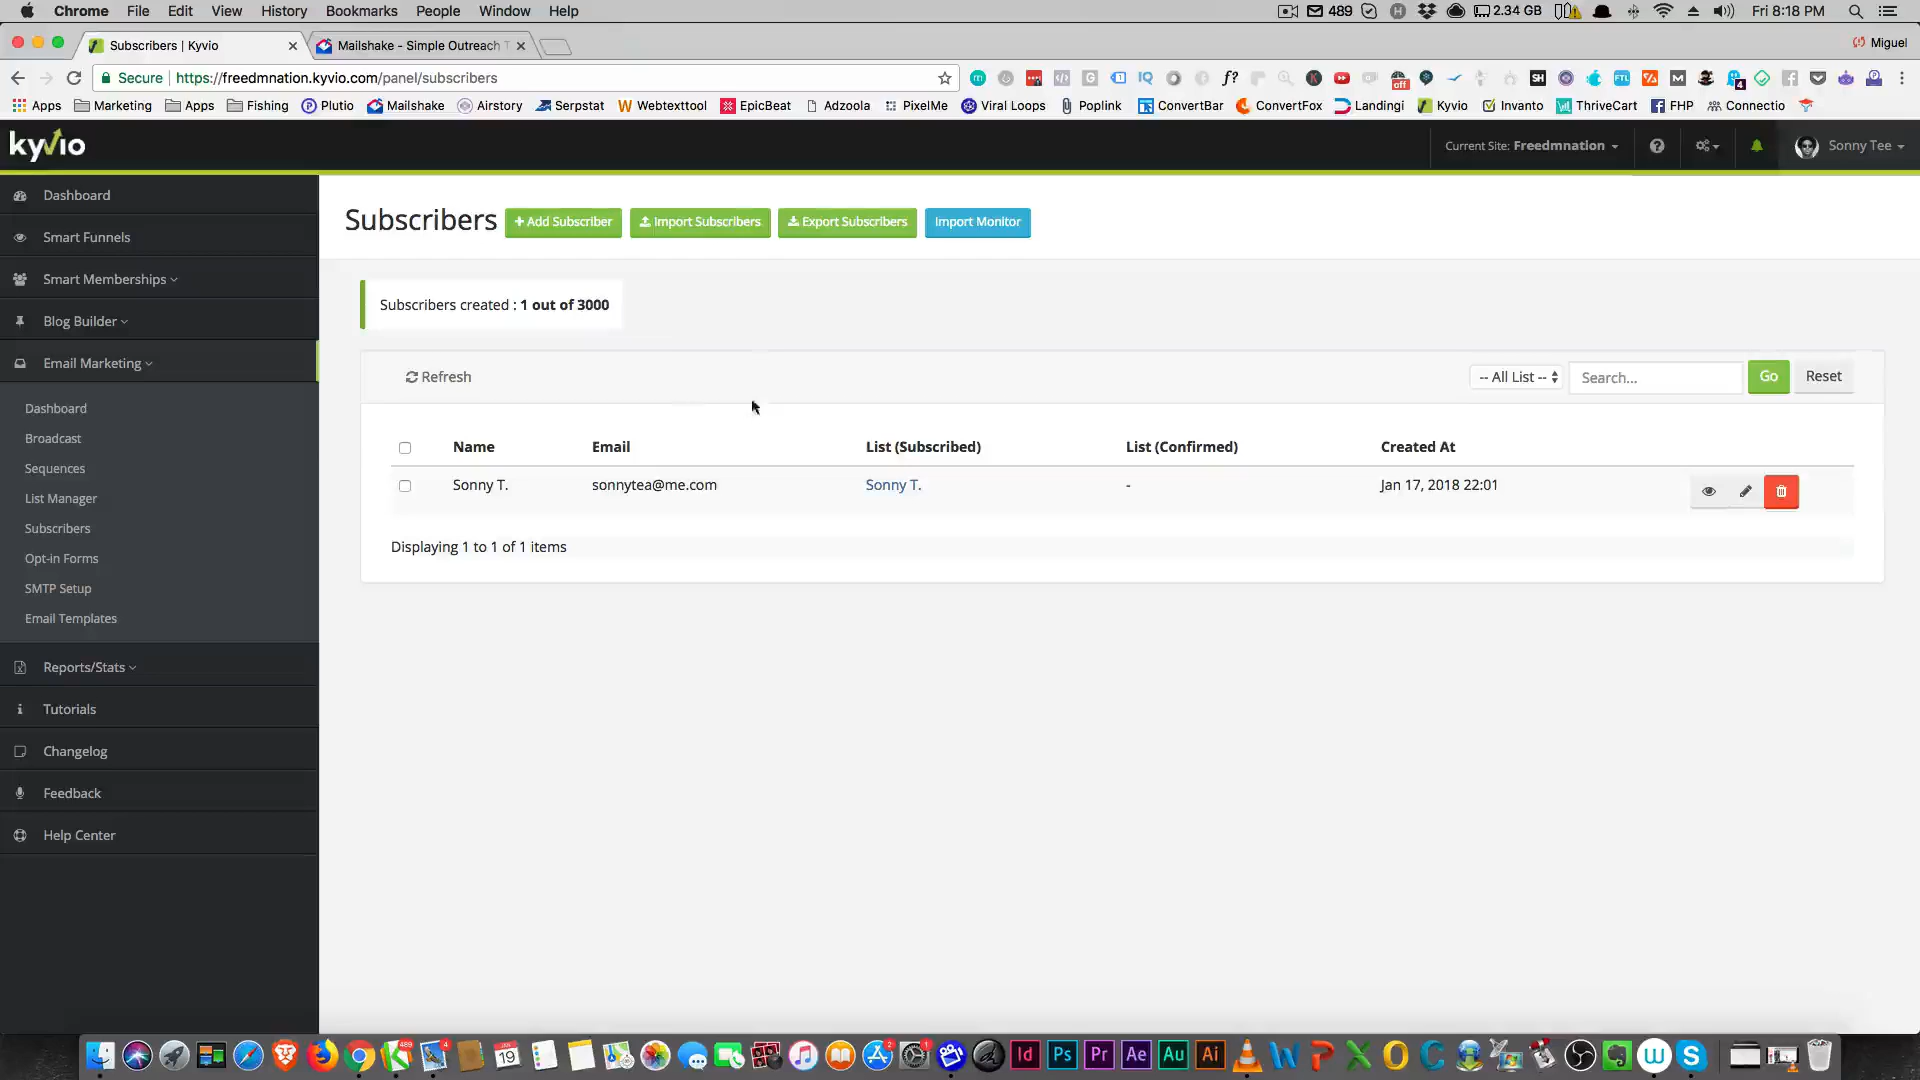 Chrome File Edit View History Bookmarks People Window Help 489 2.34 GB Fri 8:18 PM
Subscribers | Kyvio Mailshake - Simple Outreach T Miguel
Secure https://freedmnation.kyvio.com/panel/subscribers
Apps Marketing Apps Fishing Plutio Mailshake Airstory Serpstat Webtexttool EpicBeat Adzoola PixelMe Viral Loops Poplink ConvertBar ConvertFox Landingi Kyvio Invanto ThriveCart FHP Connectio
kyvio Current Site: Freedmnation Sonny Tee
Dashboard
Smart Funnels
Smart Memberships
Blog Builder
Email Marketing
Dashboard
Broadcast
Sequences
List Manager
Subscribers
Opt-in Forms
SMTP Setup
Email Templates
Reports/Stats
Tutorials
Changelog
Feedback
Help Center
Subscribers + Add Subscriber Import Subscribers Export Subscribers Import Monitor
Subscribers created : 1 out of 3000
Refresh -- All List -- Search... Go Reset
Name Email List (Subscribed) List (Confirmed) Created At
Sonny T. sonnytea@me.com Sonny T. - Jan 17, 2018 22:01
Displaying 1 to 1 of 1 items